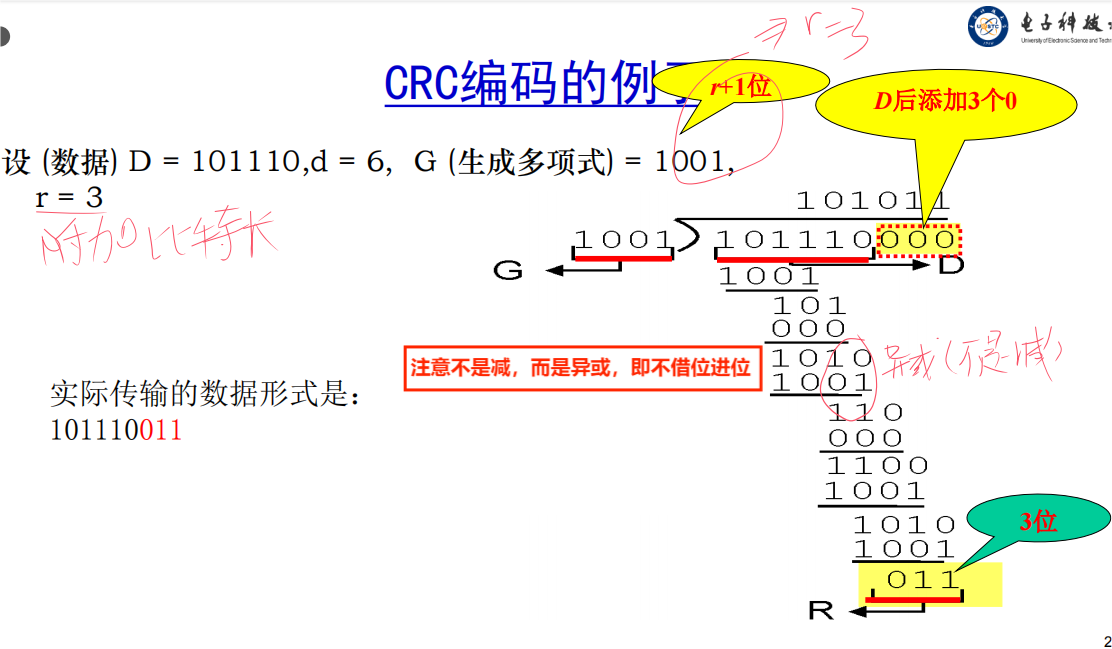 电子科技大
University of Electronic Science and Techn
⇒ r=3
CRC编码的例子
r+1位
D后添加3个0
设 (数据) D = 101110,d = 6,  G (生成多项式) = 1001,
r = 3
附加0比特长
101011
1001
101110000
G
D
1001
101
000
1010
1001
异或(不是减)
注意不是减，而是异或，即不借位进位
110
000
实际传输的数据形式是：
101110011
1100
1001
1010
1001
3位
011
R
2